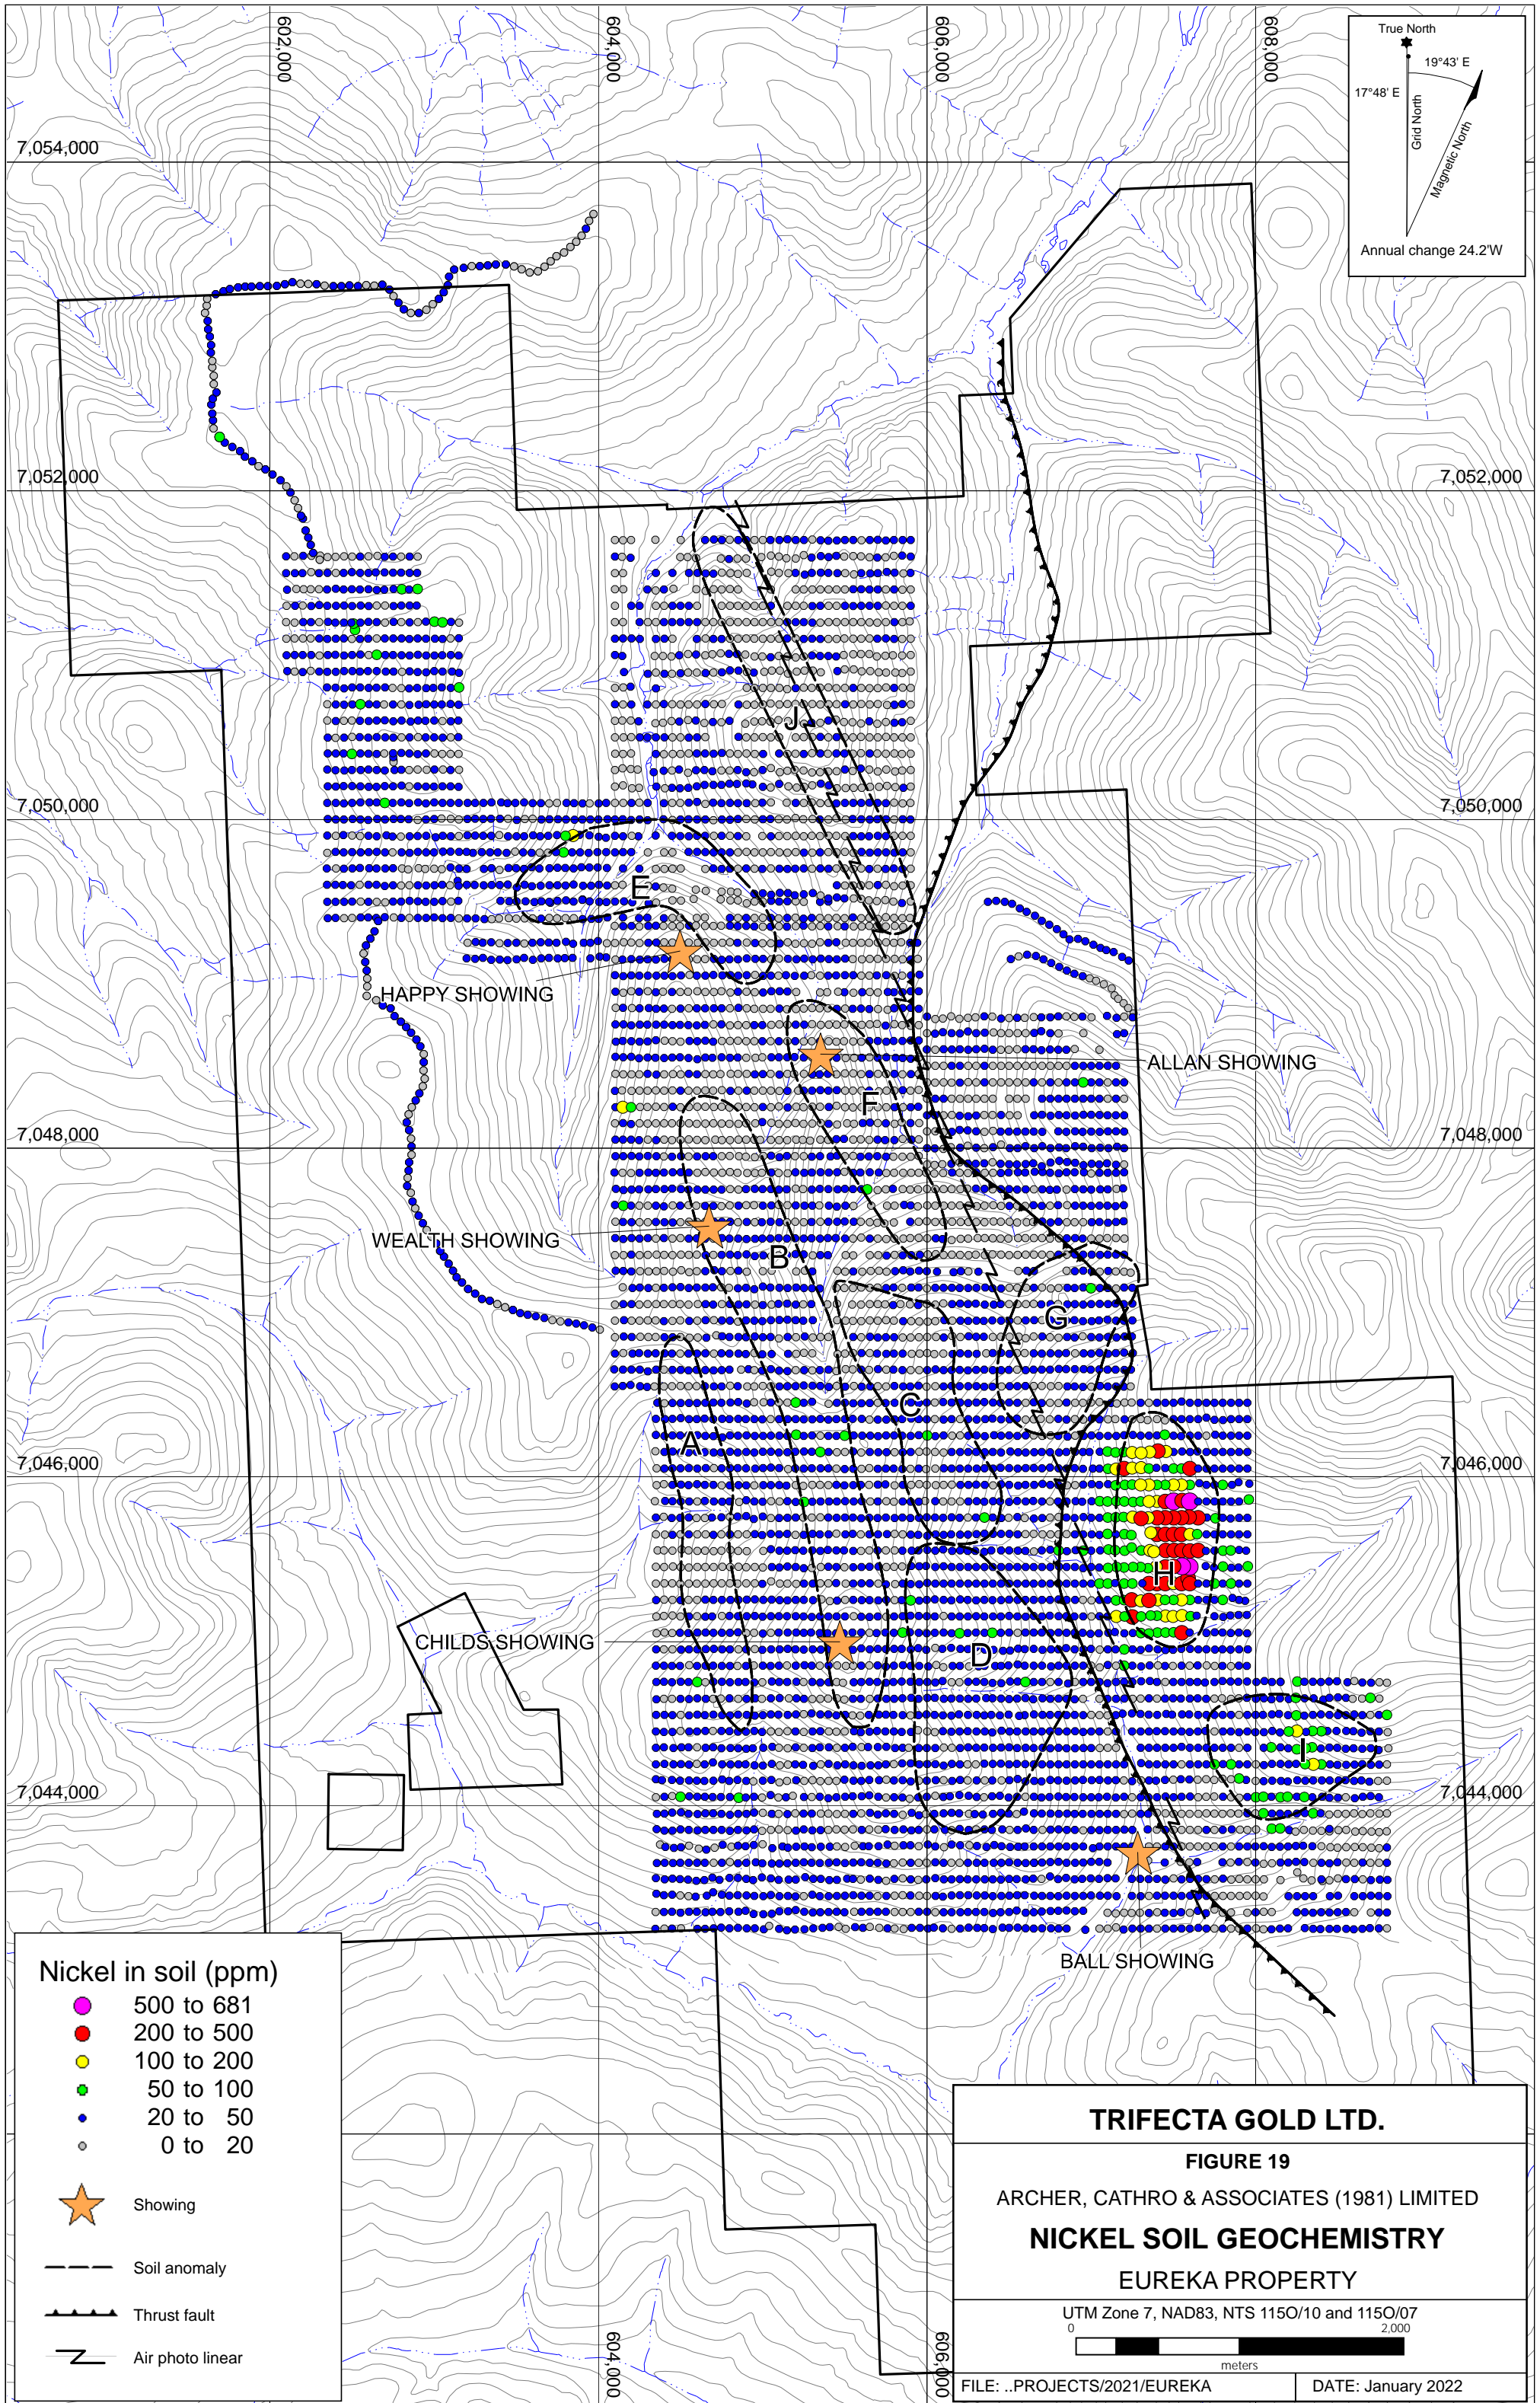 602,000
604,000
606,000
608,000
True North
19°43' E
17°48' E
Grid North
Magnetic North
Annual change 24.2'W
7,054,000
7,052,000
7,052,000
J
7,050,000
7,050,000
E
HAPPY SHOWING
ALLAN SHOWING
F
7,048,000
7,048,000
WEALTH SHOWING
B
G
C
A
7,046,000
7,046,000
H
CHILDS SHOWING
D
I
7,044,000
7,044,000
BALL SHOWING
Nickel in soil (ppm)
500 to 681
200 to 500
100 to 200
50 to 100
20 to 50
0 to 20
Showing
Soil anomaly
Thrust fault
Air photo linear
604,000
606,000
TRIFECTA GOLD LTD.
FIGURE 19
ARCHER, CATHRO & ASSOCIATES (1981) LIMITED
NICKEL SOIL GEOCHEMISTRY
EUREKA PROPERTY
UTM Zone 7, NAD83, NTS 115O/10 and 115O/07
0 2,000
meters
FILE: ..PROJECTS/2021/EUREKA
DATE: January 2022